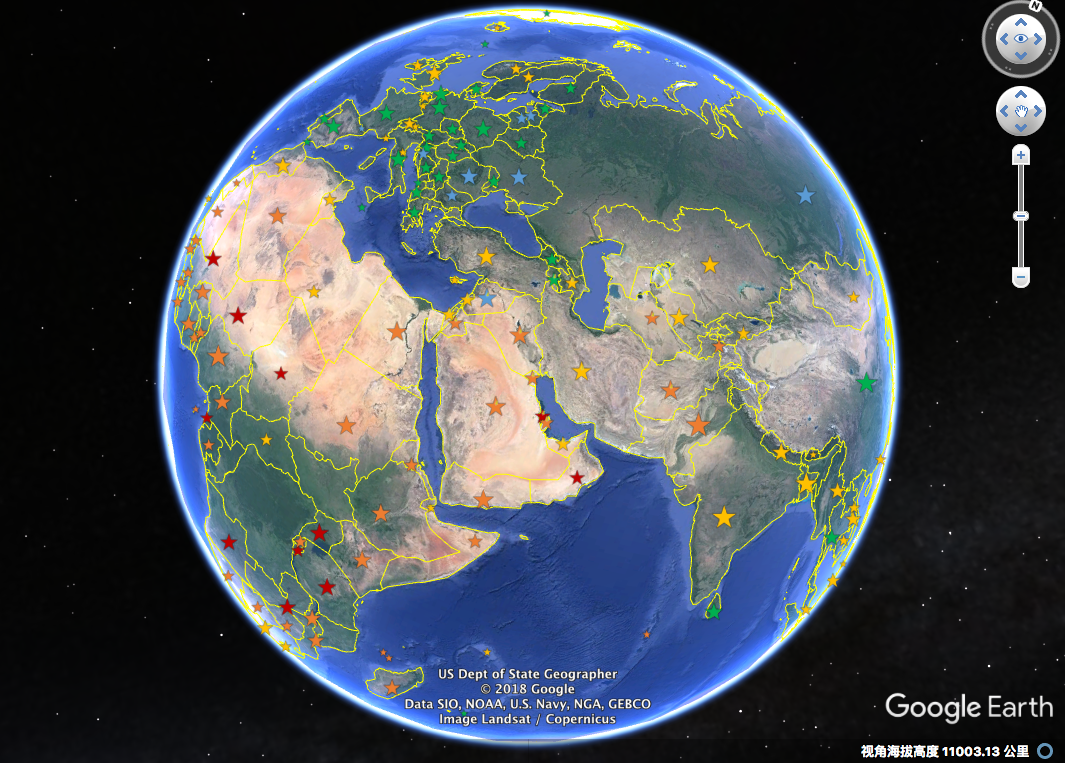 N
US Dept of State Geographer
© 2018 Google
Data SIO, NOAA, U.S. Navy, NGA, GEBCO
Image Landsat / Copernicus
Google Earth
视角海拔高度 11003.13 公里